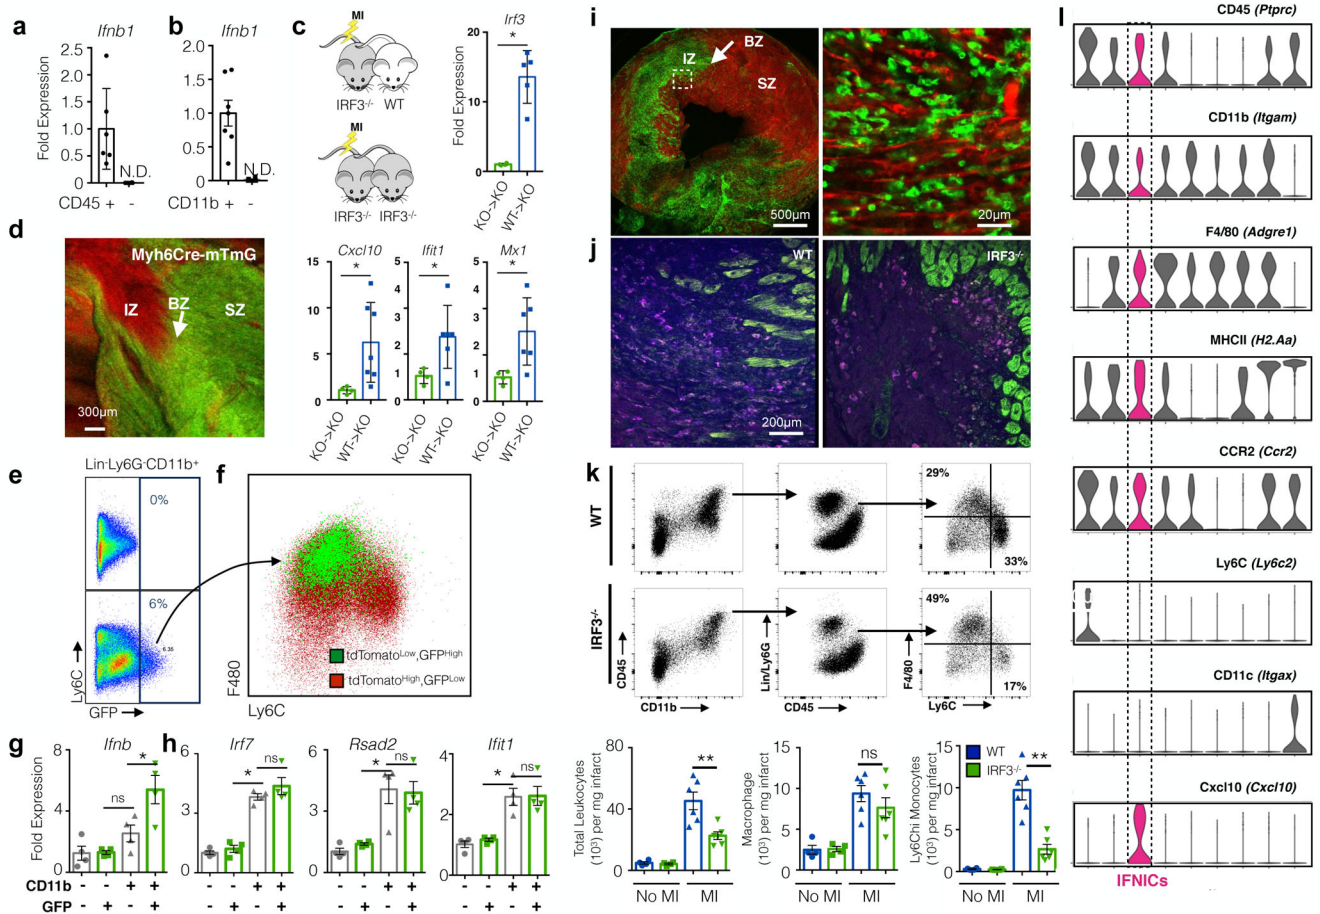 a
Ifnb1
Fold Expression
2.5
2.0
1.5
1.0
0.5
0
N.D.
CD45 + -
b
Ifnb1
2.0
1.5
1.0
0.5
0
N.D.
CD11b + -
c
MI
IRF3-/- WT
MI
IRF3-/- IRF3-/-
Irf3
Fold Expression
*
20
10
0
KO->KO
WT->KO
Cxcl10
*
15
10
5
0
KO->KO
WT->KO
Ifit1
*
5
4
3
2
1
1
0
KO->KO
WT->KO
Mx1
*
5
4
3
2
1
1
0
KO->KO
WT->KO
d
Myh6Cre-mTmG
IZ
BZ
SZ
300µm
e
Lin-Ly6G-CD11b+
0%
6%
6.35
Ly6C
GFP
f
F480
Ly6C
tdTomatoLow,GFPHigh
tdTomatoHigh,GFPLow
g
Ifnb
Fold Expression
8
6
4
2
0
ns
*
CD11b - - + +
GFP - + - +
h
Irf7
6
3
0
*
ns
- - + +
- + - +
Rsad2
6
3
0
*
ns
- - + +
- + - +
Ifit1
6
4
2
0
*
ns
- - + +
- + - +
i
IZ
BZ
SZ
500µm
20µm
j
WT
200µm
IRF3-/-
k
WT
29%
33%
IRF3-/-
49%
17%
CD45
CD11b
Lin/Ly6G
CD45
F4/80
Ly6C
Total Leukocytes
(10³) per mg infarct
80
60
40
20
0
**
No MI MI
Macrophage
(10³) per mg infarct
15
10
5
0
ns
No MI MI
Ly6Chi Monocytes
(10³) per mg infarct
15
10
5
0
WT
IRF3-/-
**
No MI MI
l
CD45 (Ptprc)
CD11b (Itgam)
F4/80 (Adgre1)
MHCII (H2.Aa)
CCR2 (Ccr2)
Ly6C (Ly6c2)
CD11c (Itgax)
Cxcl10 (Cxcl10)
IFNICs